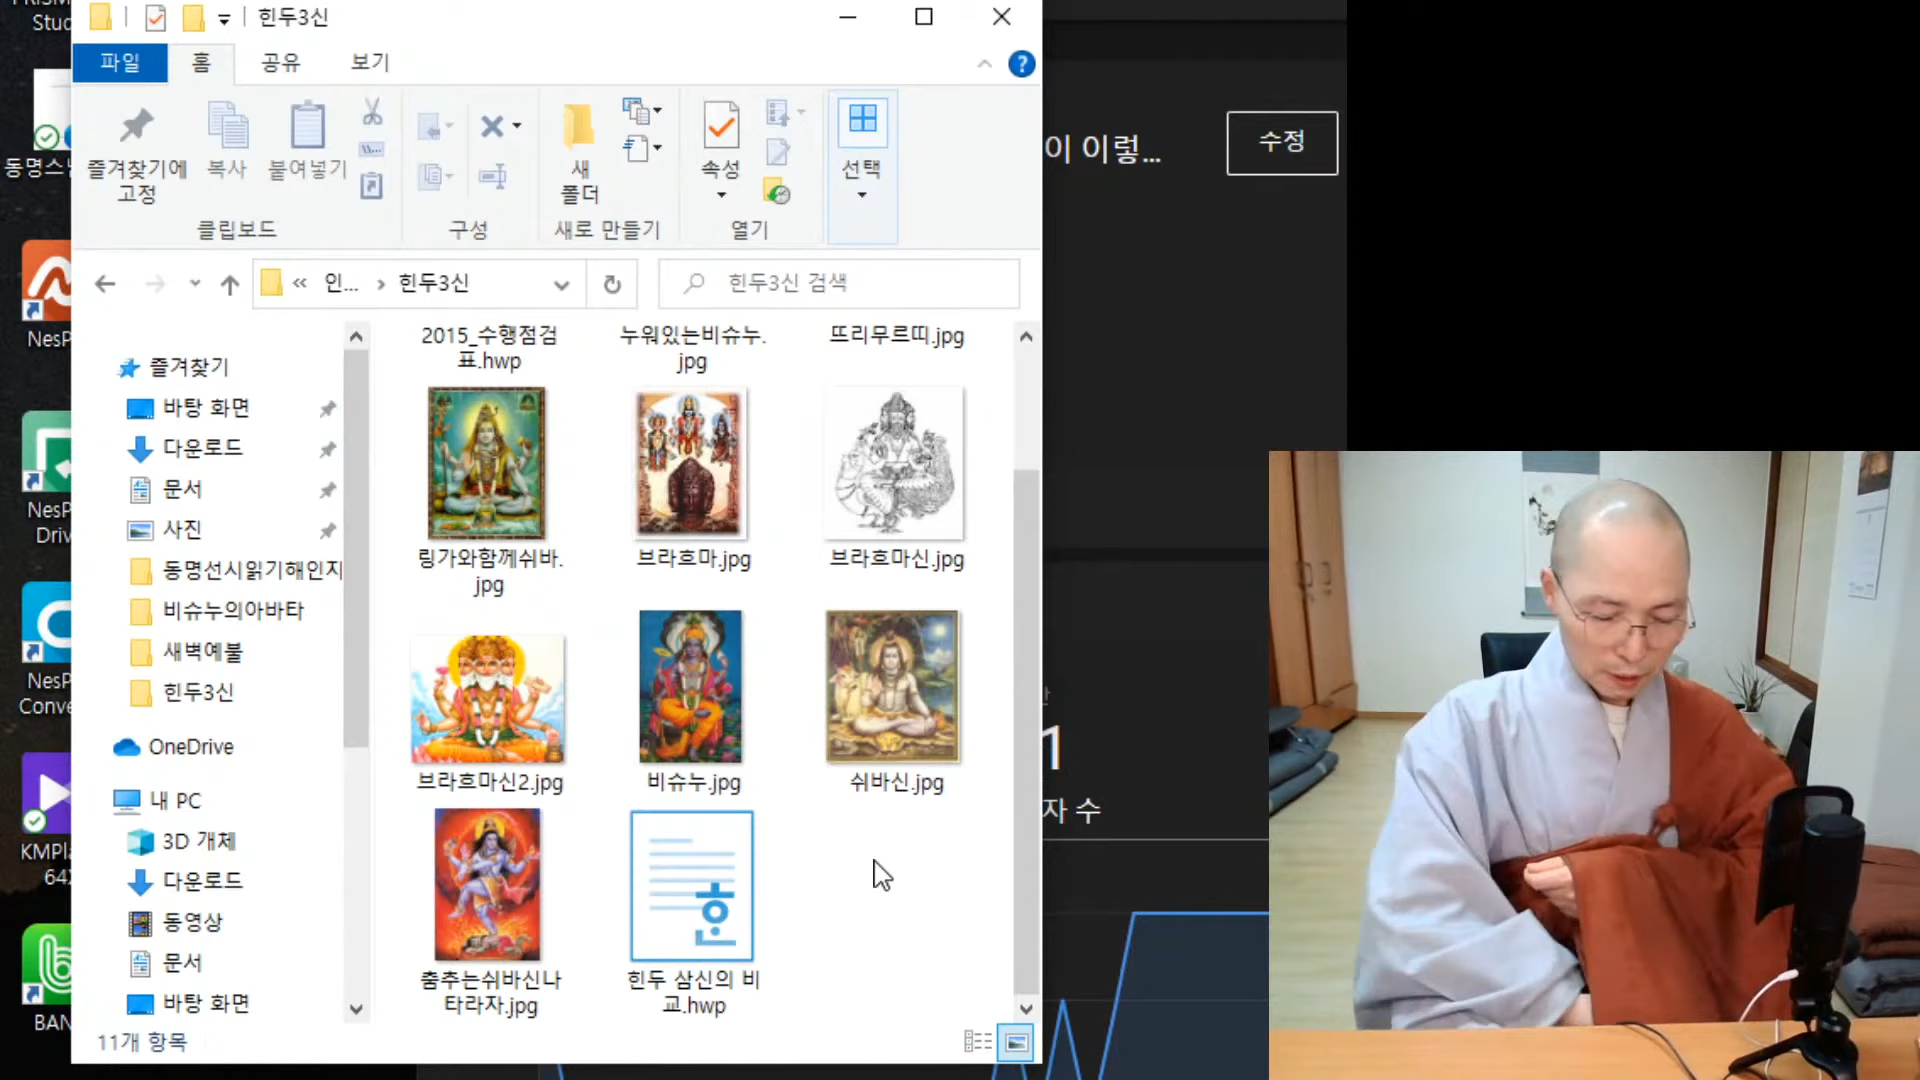 Stuc
동명스님
NesP
NesP
Driv
NesP
Conve
KMPla
64X
BAN
힌두3신
파일
홈
공유
보기
즐겨찾기에
고정
복사
붙여넣기
클립보드
구성
새
폴더
새로 만들기
속성
열기
선택
인...
힌두3신
힌두3신 검색
즐겨찾기
바탕 화면
다운로드
문서
사진
동명선시읽기해인지
비슈누의아바타
새벽예불
힌두3신
OneDrive
내 PC
3D 개체
다운로드
동영상
문서
바탕 화면
2015_수행점검
표.hwp
누워있는비슈누.
jpg
뜨리무르띠.jpg
링가와함께쉬바.
jpg
브라흐마.jpg
브라흐마신.jpg
브라흐마신2.jpg
비슈누.jpg
쉬바신.jpg
춤추는쉬바신나
타라자.jpg
한
힌두 삼신의 비
교.hwp
11개 항목
이 이렇...
수정
1
자 수